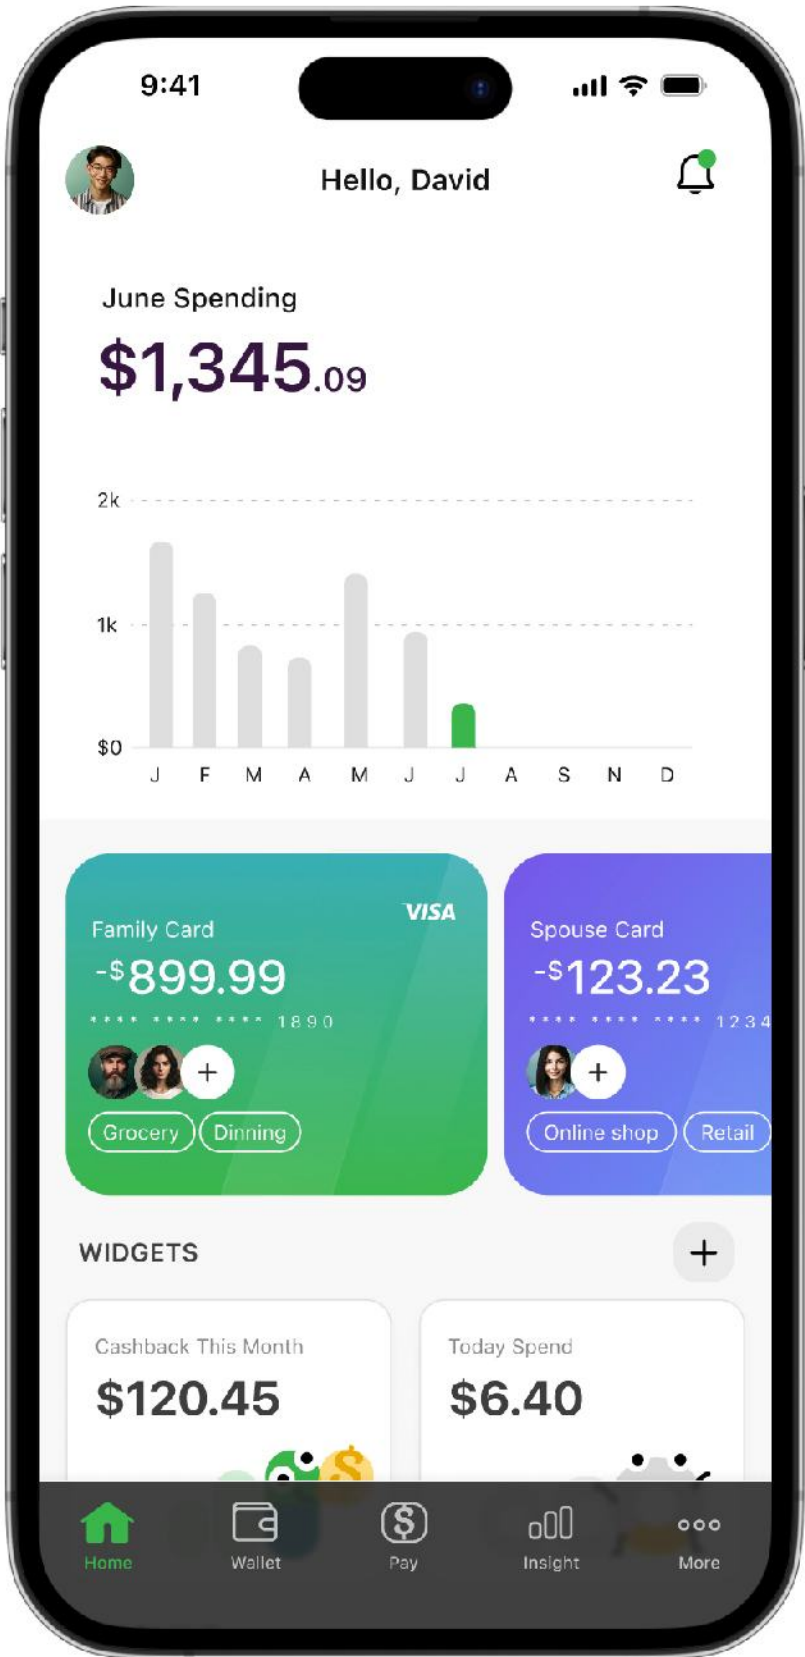 9:41
Hello, David
June Spending
$1,345.09
2k
1k
$0
J F M A M J J A S N D
VISA
Family Card
-$899.99
**** **** **** 1890
+
Grocery Dinning
Spouse Card
-$123.23
**** **** **** 1234
+
Online shop Retail
WIDGETS +
Cashback This Month
$120.45
$
Today Spend
$6.40
$
Home Wallet Pay Insight More